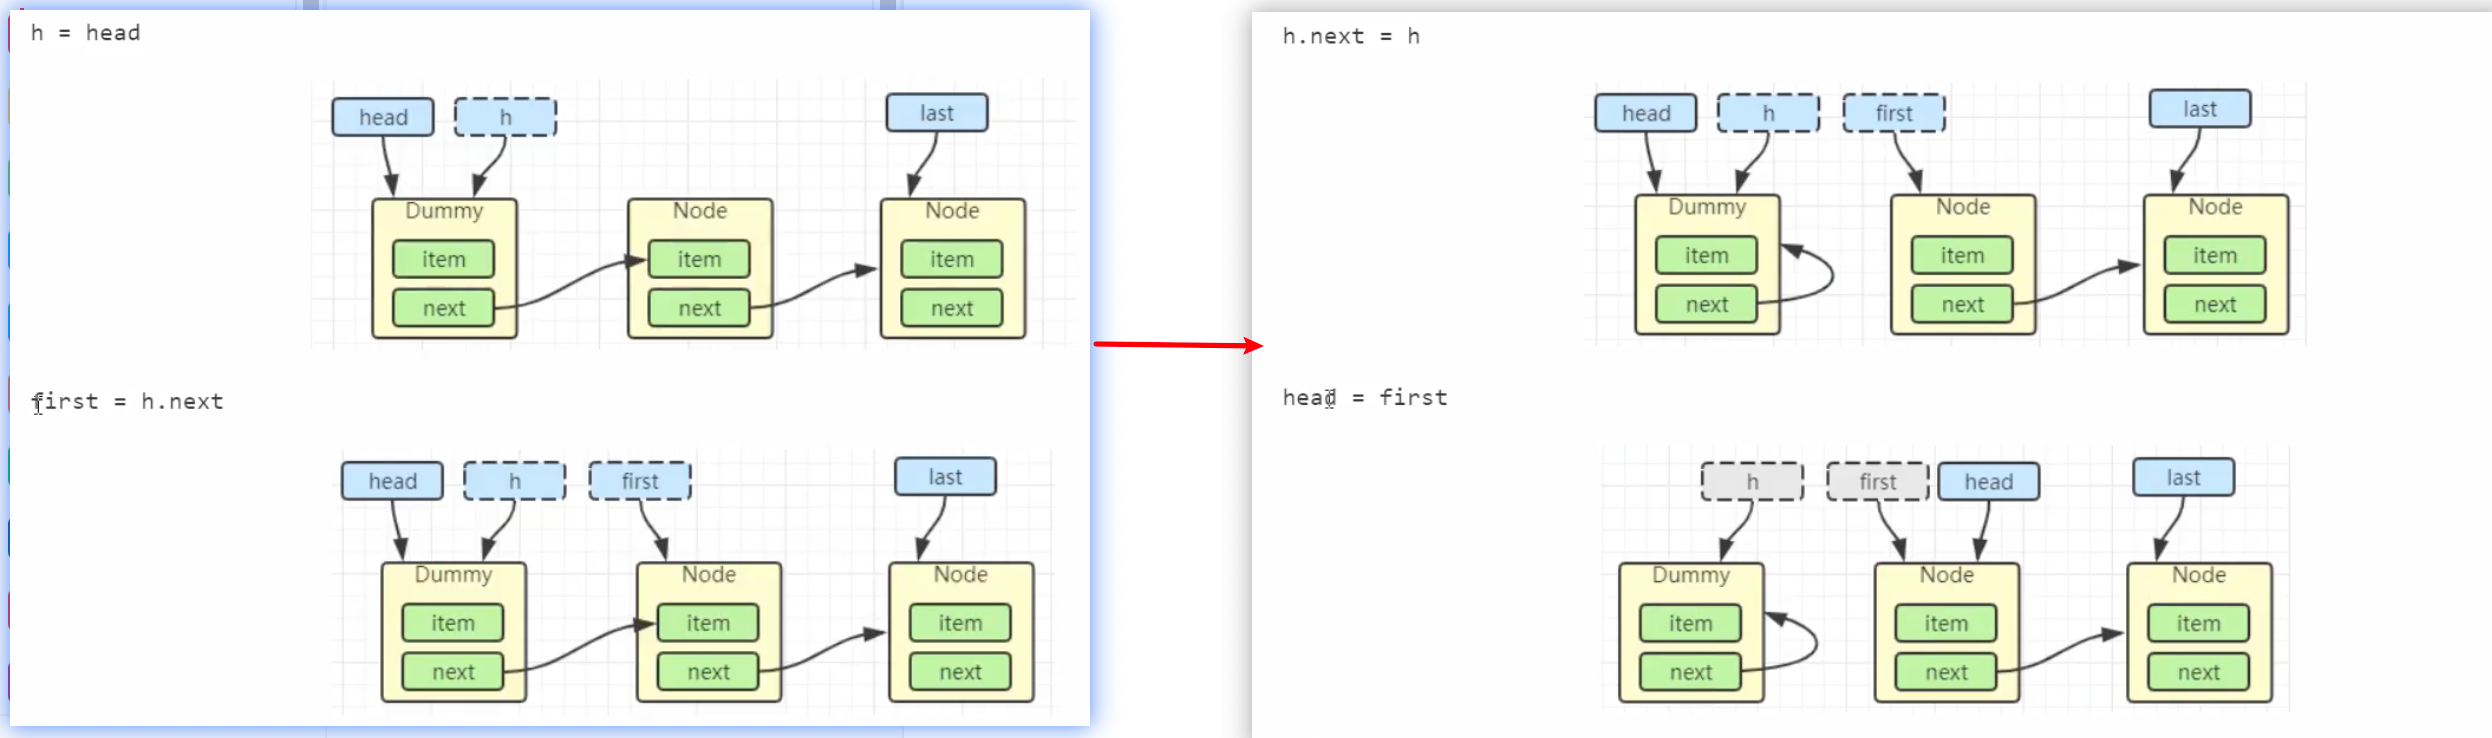 h = head
head h last
Dummy Node Node
item item item
next next next
first = h.next
head h first last
Dummy Node Node
item item item
next next next
h.next = h
head h first last
Dummy Node Node
item item item
next next next
head = first
h first head last
Dummy Node Node
item item item
next next next